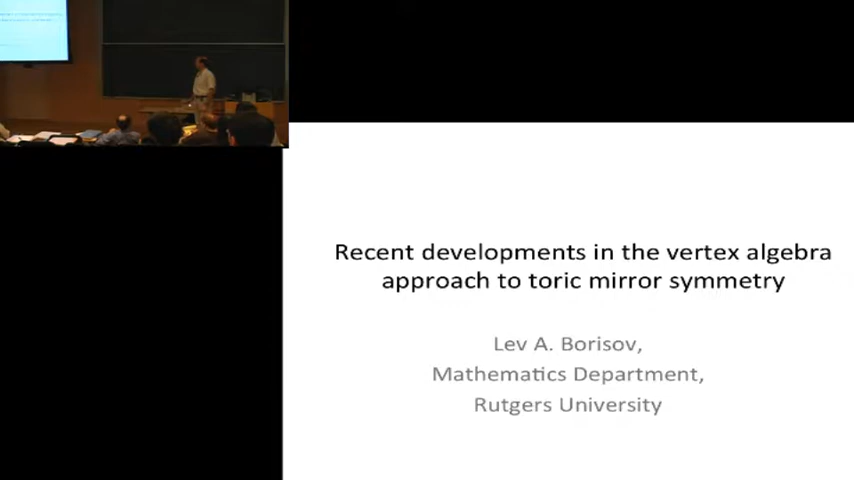 Recent developments in the vertex algebra
approach to toric mirror symmetry
Lev A. Borisov,
Mathematics Department,
Rutgers University